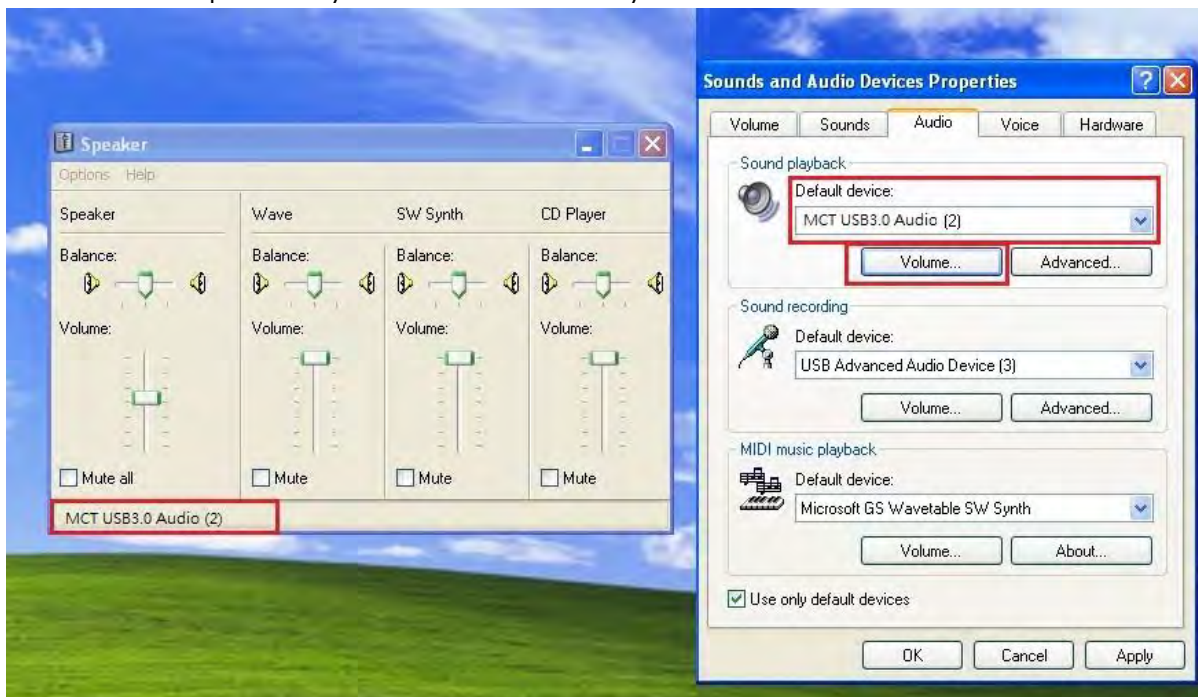 Speaker
Options Help
Speaker
Wave
SW Synth
CD Player
Balance:
Balance:
Balance:
Balance:
Volume:
Volume:
Volume:
Volume:
Mute all
Mute
Mute
Mute
MCT USB3.0 Audio (2)
Sounds and Audio Devices Properties
Volume Sounds Audio Voice Hardware
Sound playback
Default device:
MCT USB3.0 Audio (2)
Volume... Advanced...
Sound recording
Default device:
USB Advanced Audio Device (3)
Volume... Advanced...
MIDI music playback
Default device:
Microsoft GS Wavetable SW Synth
Volume... About...
Use only default devices
OK Cancel Apply